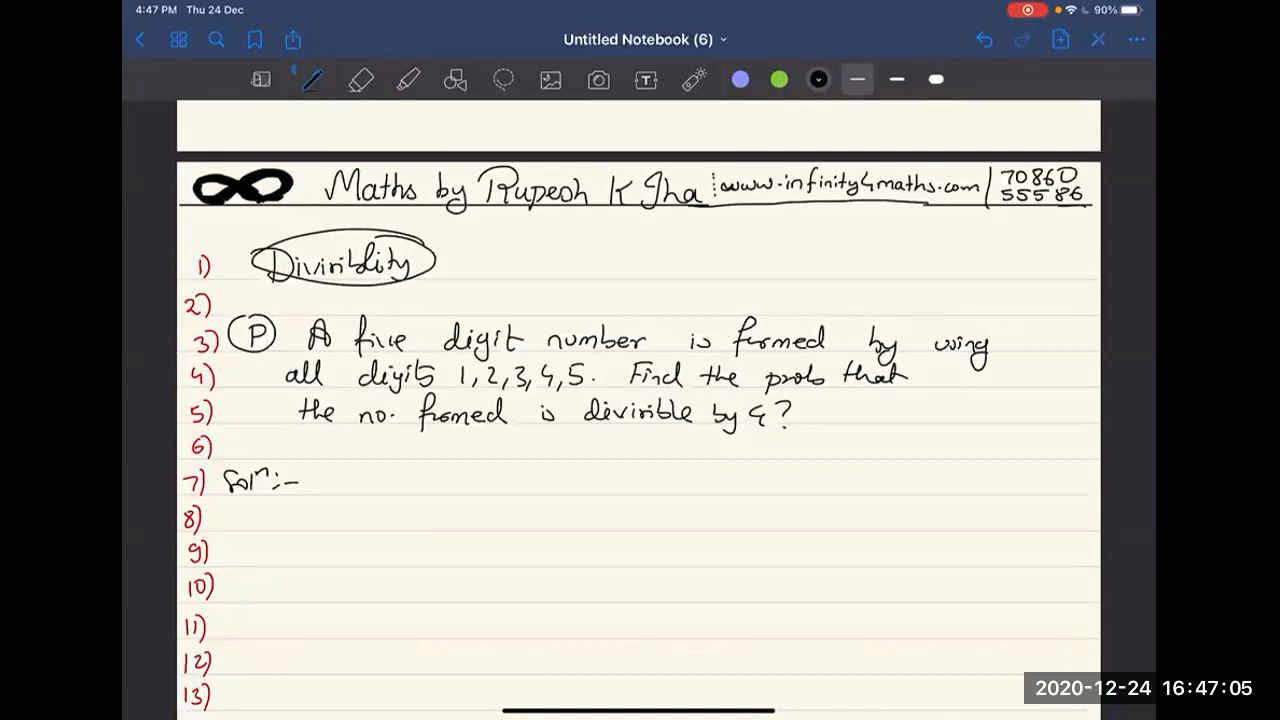 4:47 PM Thu 24 Dec
90%
Untitled Notebook (6)
Maths by Rupesh K Jha www.infinity4maths.com / 70860 55586
1) Divisiblity
2)
3) (P) A five digit number is formed by using
4) all digits 1, 2, 3, 4, 5. Find the prob that
5) the no. formed is divisible by 4?
6)
7) Solⁿ:-
8)
9)
10)
11)
12)
13)
2020-12-24 16:47:05